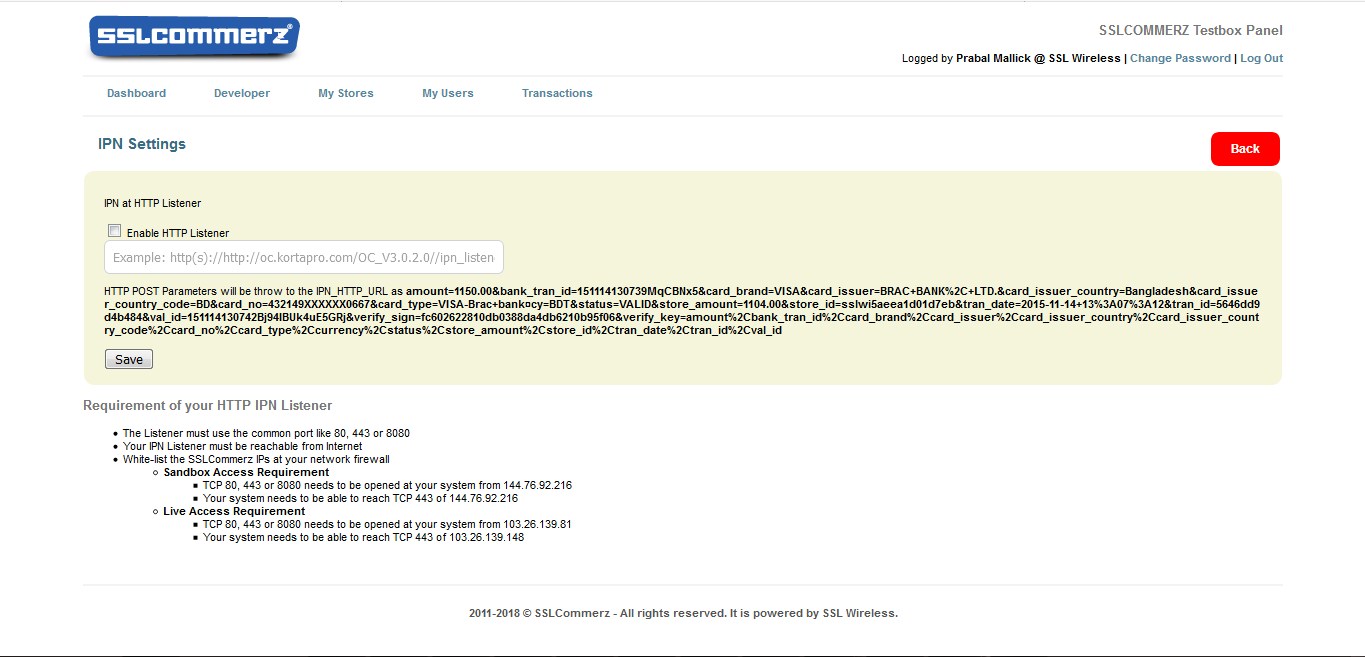 SSLCOMMERZ®
SSLCOMMERZ Testbox Panel
Logged by Prabal Mallick @ SSL Wireless | Change Password | Log Out
Dashboard Developer My Stores My Users Transactions
IPN Settings
Back
IPN at HTTP Listener
Enable HTTP Listener
Example: http(s)://http://oc.kortapro.com/OC_V3.0.2.0//ipn_listen
HTTP POST Parameters will be throw to the IPN_HTTP_URL as amount=1150.00&bank_tran_id=151114130739MqCBNx5&card_brand=VISA&card_issuer=BRAC+BANK%2C+LTD.&card_issuer_country=Bangladesh&card_issue
r_country_code=BD&card_no=432149XXXXXX0667&card_type=VISA-Brac+bank¤cy=BDT&status=VALID&store_amount=1104.00&store_id=sslwi5aeea1d01d7eb&tran_date=2015-11-14+13%3A07%3A12&tran_id=5646dd9
d4b484&val_id=151114130742Bj94IBUk4uE5GRj&verify_sign=fc602622810db0388da4db6210b95f06&verify_key=amount%2Cbank_tran_id%2Ccard_brand%2Ccard_issuer%2Ccard_issuer_country%2Ccard_issuer_count
ry_code%2Ccard_no%2Ccard_type%2Ccurrency%2Cstatus%2Cstore_amount%2Cstore_id%2Ctran_date%2Ctran_id%2Cval_id
Save
Requirement of your HTTP IPN Listener
• The Listener must use the common port like 80, 443 or 8080
• Your IPN Listener must be reachable from Internet
• White-list the SSLCommerz IPs at your network firewall
○ Sandbox Access Requirement
▪ TCP 80, 443 or 8080 needs to be opened at your system from 144.76.92.216
▪ Your system needs to be able to reach TCP 443 of 144.76.92.216
○ Live Access Requirement
▪ TCP 80, 443 or 8080 needs to be opened at your system from 103.26.139.81
▪ Your system needs to be able to reach TCP 443 of 103.26.139.148
2011-2018 © SSLCommerz - All rights reserved. It is powered by SSL Wireless.